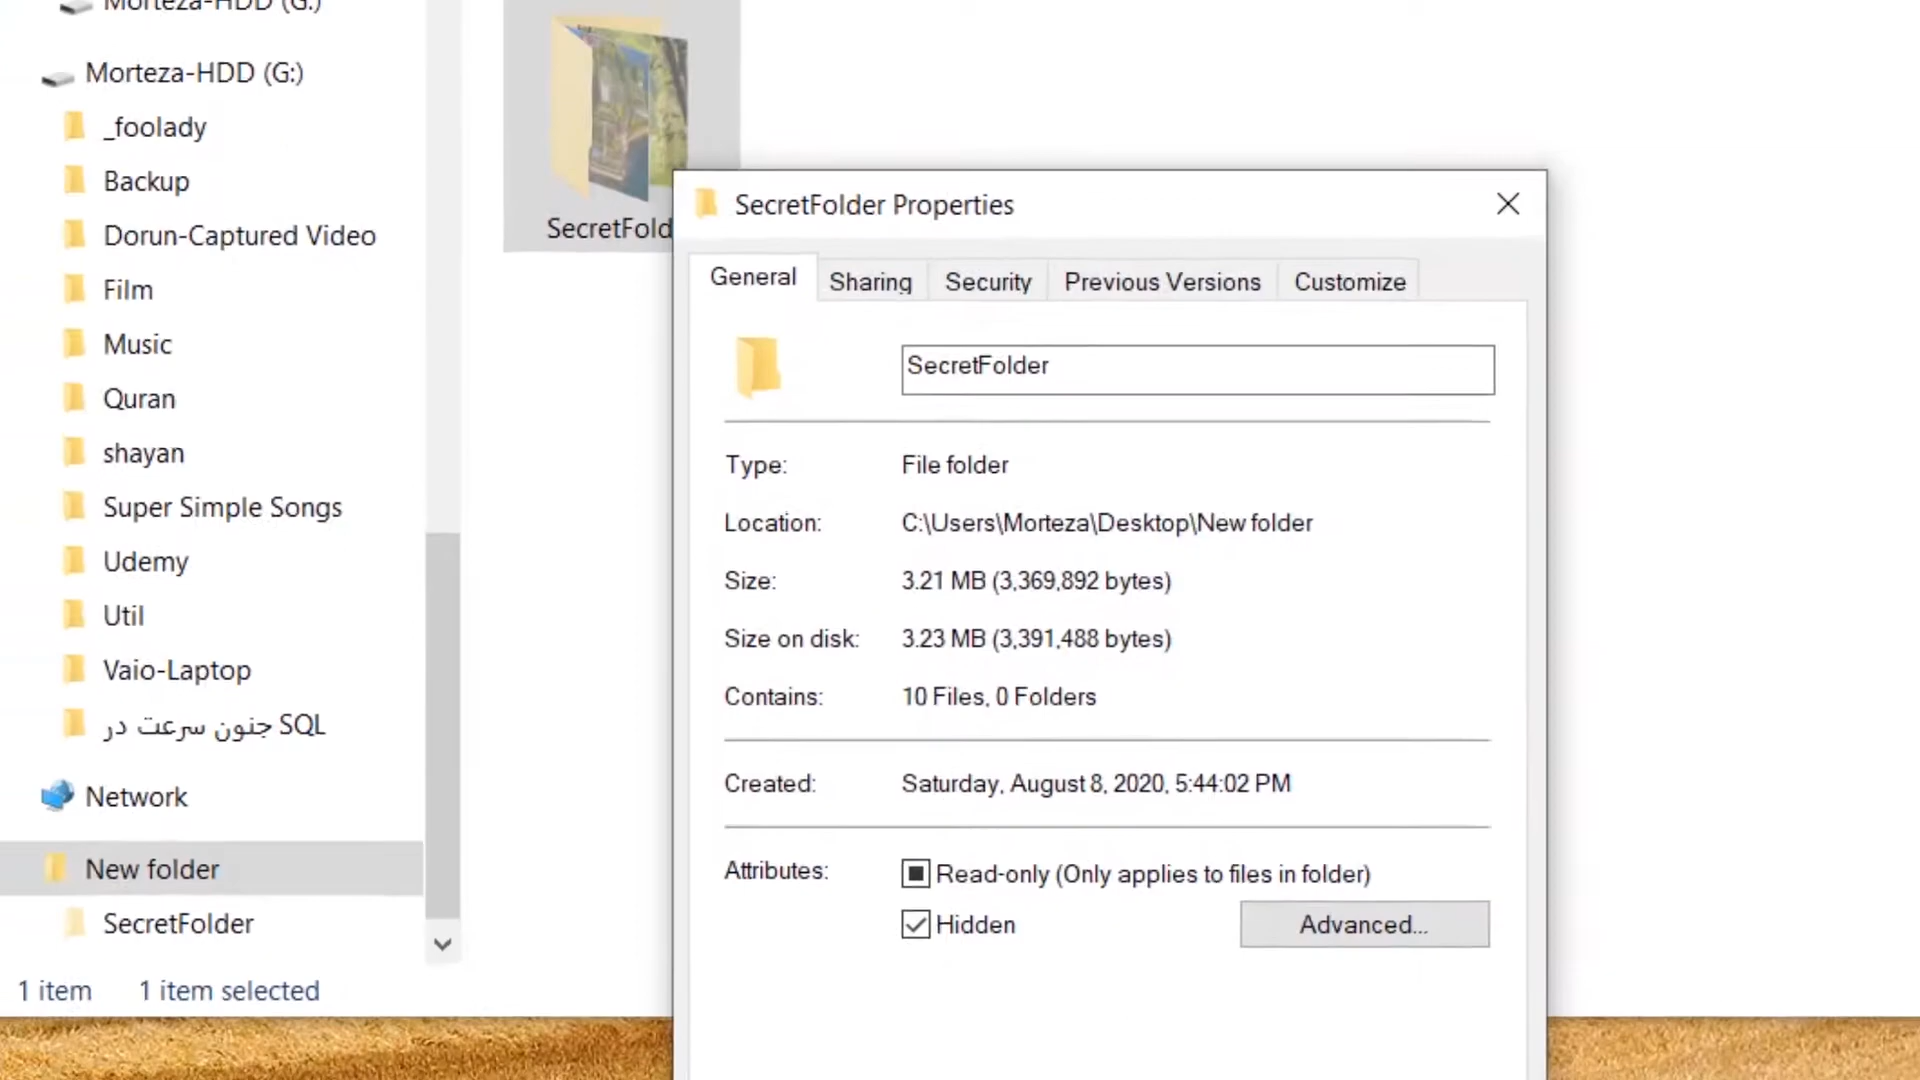 Morteza-HDD (G:)
Morteza-HDD (G:)
_foolady
Backup
Dorun-Captured Video
Film
Music
Quran
shayan
Super Simple Songs
Udemy
Util
Vaio-Laptop
جنون سرعت در SQL
Network
New folder
SecretFolder
1 item 1 item selected
SecretFold
SecretFolder Properties
General Sharing Security Previous Versions Customize
SecretFolder
Type: File folder
Location: C:\Users\Morteza\Desktop\New folder
Size: 3.21 MB (3,369,892 bytes)
Size on disk: 3.23 MB (3,391,488 bytes)
Contains: 10 Files, 0 Folders
Created: Saturday, August 8, 2020, 5:44:02 PM
Attributes: Read-only (Only applies to files in folder)
Hidden Advanced...